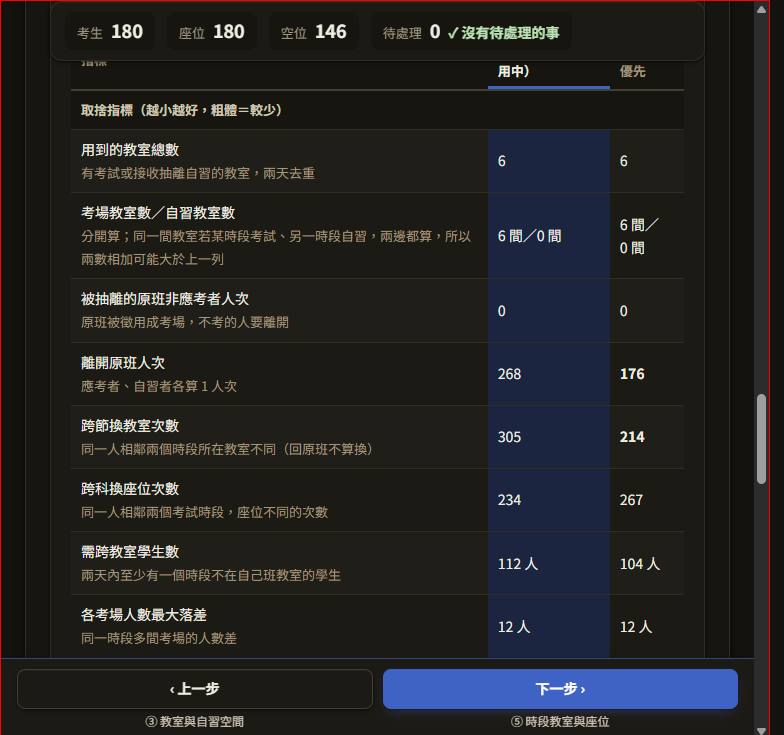 考生 180 座位 180 空位 146 待處理 0 ✓ 沒有待處理的事
指標 用中） 優先
取捨指標（越小越好，粗體＝較少）
用到的教室總數
有考試或接收抽離自習的教室，兩天去重
6 6
考場教室數／自習教室數
分開算；同一間教室若某時段考試、另一時段自習，兩邊都算，所以
兩數相加可能大於上一列
6 間／0 間
6 間／
0 間
被抽離的原班非應考者人次
原班被徵用成考場，不考的人要離開
0 0
離開原班人次
應考者、自習者各算 1 人次
268 176
跨節換教室次數
同一人相鄰兩個時段所在教室不同（回原班不算換）
305 214
跨科換座位次數
同一人相鄰兩個考試時段，座位不同的次數
234 267
需跨教室學生數
兩天內至少有一個時段不在自己班教室的學生
112 人 104 人
各考場人數最大落差
同一時段多間考場的人數差
12 人 12 人
‹ 上一步 下一步 ›
③ 教室與自習空間 ⑤ 時段教室與座位